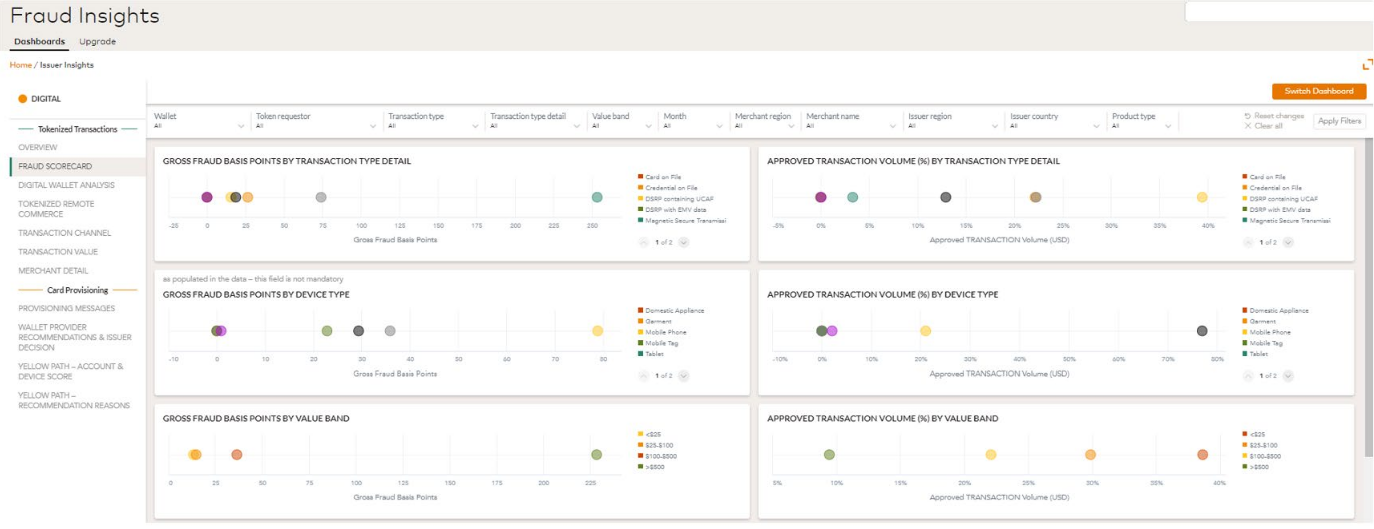 Fraud Insights
Dashboards Upgrade
Home / Issuer Insights
DIGITAL
Switch Dashboard
Wallet
All
Token requestor
All
Transaction type
All
Transaction type detail
All
Value band
All
Month
All
Merchant region
All
Merchant name
All
Issuer region
All
Issuer country
All
Product type
All
Reset changes
Clear all
Apply Filters
Tokenized Transactions
OVERVIEW
FRAUD SCORECARD
DIGITAL WALLET ANALYSIS
TOKENIZED REMOTE
COMMERCE
TRANSACTION CHANNEL
TRANSACTION VALUE
MERCHANT DETAIL
Card Provisioning
PROVISIONING MESSAGES
WALLET PROVIDER
RECOMMENDATIONS & ISSUER
DECISION
YELLOW PATH – ACCOUNT &
DEVICE SCORE
YELLOW PATH –
RECOMMENDATION REASONS
GROSS FRAUD BASIS POINTS BY TRANSACTION TYPE DETAIL
Card on File
Credential on File
DSRP containing UCAF
DSRP with EMV data
Magnetic Secure Transmissi
-25 0 25 50 75 100 125 150 175 200 225 250
Gross Fraud Basis Points
1 of 2
APPROVED TRANSACTION VOLUME (%) BY TRANSACTION TYPE DETAIL
Card on File
Credential on File
DSRP containing UCAF
DSRP with EMV data
Magnetic Secure Transmissi
-5% 0% 5% 10% 15% 20% 25% 30% 35% 40%
Approved TRANSACTION Volume (USD)
1 of 2
as populated in the data – this field is not mandatory
GROSS FRAUD BASIS POINTS BY DEVICE TYPE
Domestic Appliance
Garment
Mobile Phone
Mobile Tag
Tablet
-10 0 10 20 30 40 50 60 70 80
Gross Fraud Basis Points
1 of 2
APPROVED TRANSACTION VOLUME (%) BY DEVICE TYPE
Domestic Appliance
Garment
Mobile Phone
Mobile Tag
Tablet
-10% 0% 10% 20% 30% 40% 50% 60% 70% 80%
Approved TRANSACTION Volume (USD)
1 of 2
GROSS FRAUD BASIS POINTS BY VALUE BAND
<$25
$25-$100
$100-$500
>$500
0 25 50 75 100 125 150 175 200 225
Gross Fraud Basis Points
APPROVED TRANSACTION VOLUME (%) BY VALUE BAND
<$25
$25-$100
$100-$500
>$500
5% 10% 15% 20% 25% 30% 35% 40%
Approved TRANSACTION Volume (USD)